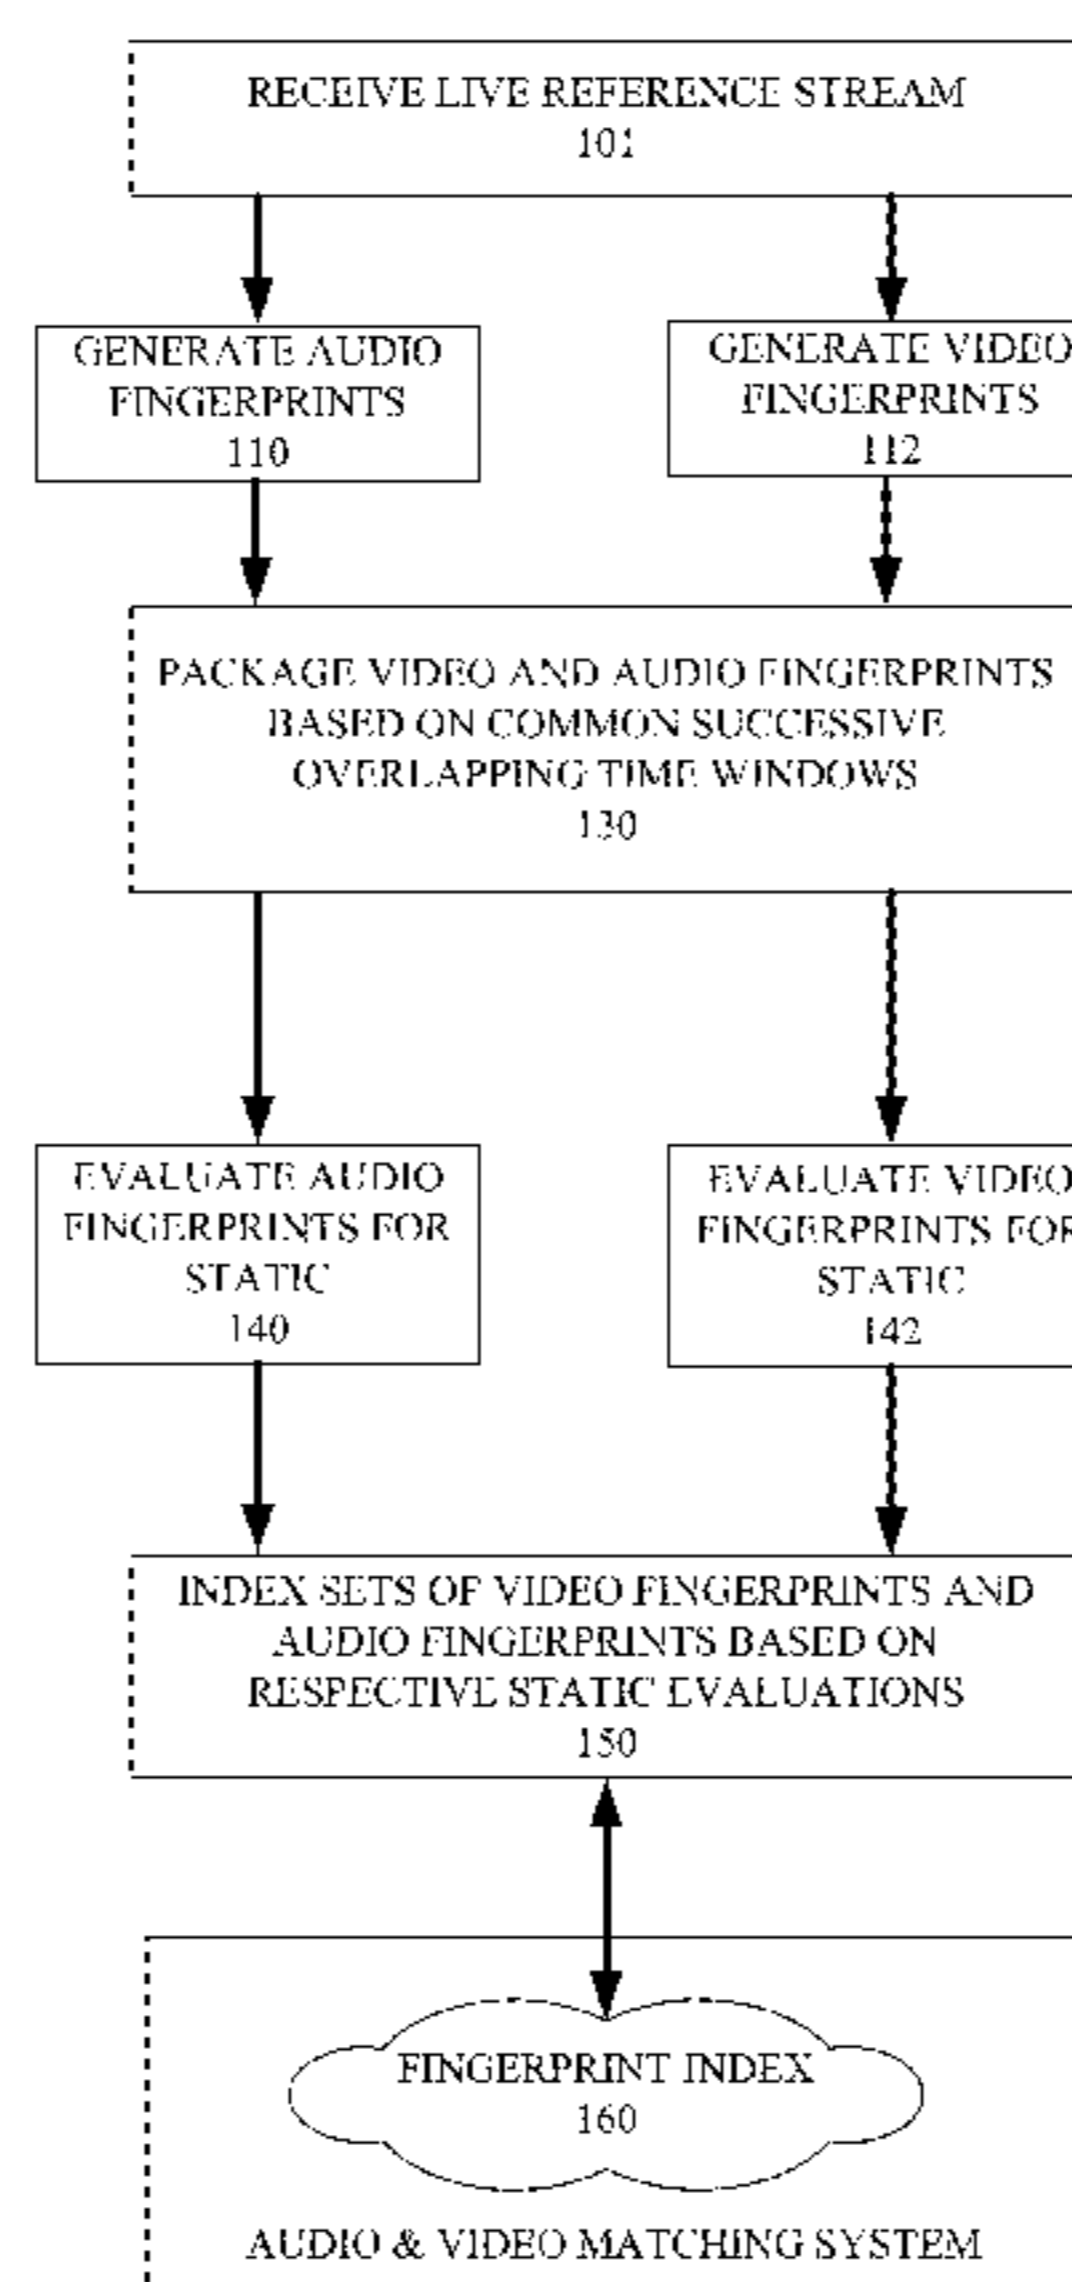 RECEIVE LIVE REFERENCE STREAM
101
GENERATE AUDIO
FINGERPRINTS
110
GENERATE VIDEO
FINGERPRINTS
112
PACKAGE VIDEO AND AUDIO FINGERPRINTS
BASED ON COMMON SUCCESSIVE
OVERLAPPING TIME WINDOWS
130
EVALUATE AUDIO
FINGERPRINTS FOR
STATIC
140
EVALUATE VIDEO
FINGERPRINTS FOR
STATIC
142
INDEX SETS OF VIDEO FINGERPRINTS AND
AUDIO FINGERPRINTS BASED ON
RESPECTIVE STATIC EVALUATIONS
150
FINGERPRINT INDEX
160
AUDIO & VIDEO MATCHING SYSTEM